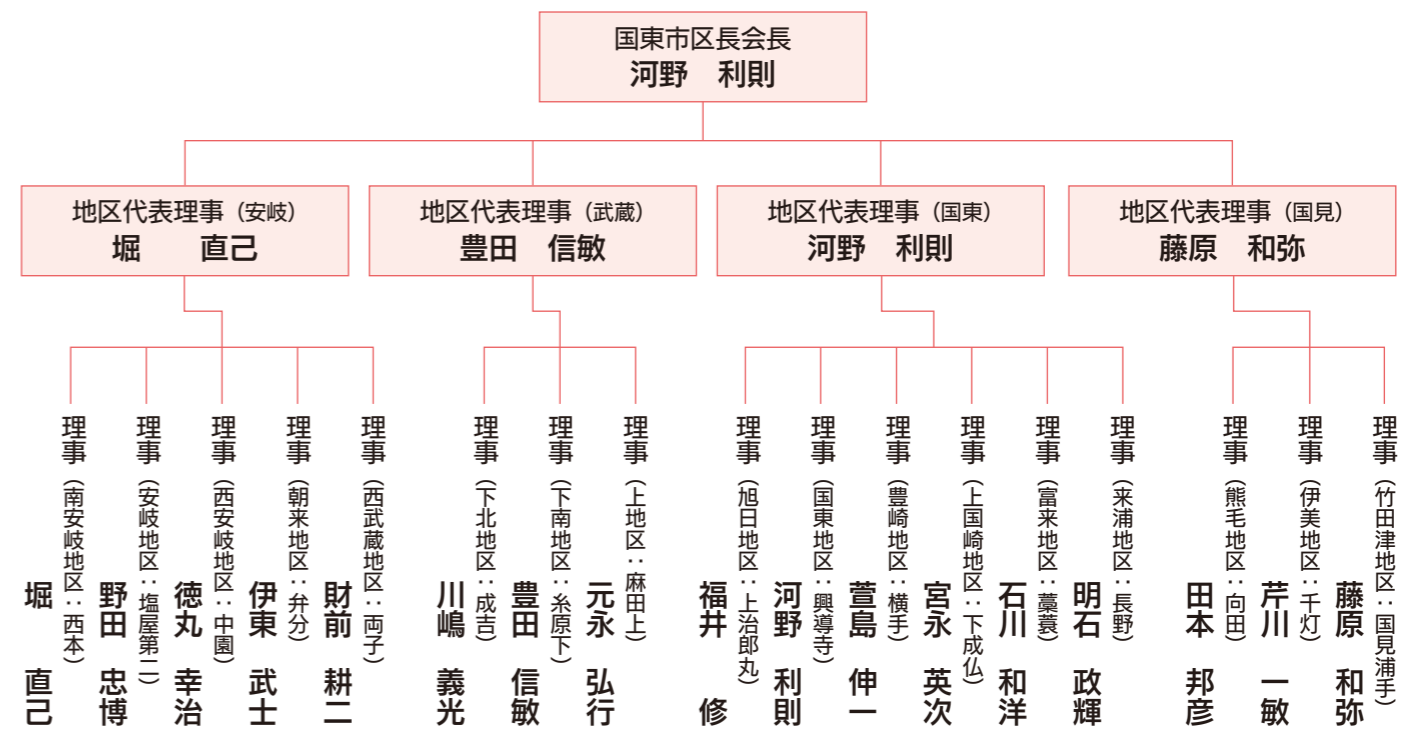 国東市区長会長
河野　利則
地区代表理事（安岐）
堀　　直己
地区代表理事（武蔵）
豊田　信敏
地区代表理事（国東）
河野　利則
地区代表理事（国見）
藤原　和弥
理事（南安岐地区：西本）
堀　　直己
理事（安岐地区：塩屋第二）
野田　忠博
理事（西安岐地区：中園）
徳丸　幸治
理事（朝来地区：弁分）
伊東　武士
理事（西武蔵地区：両子）
財前　耕二
理事（下北地区：成吉）
川嶋　義光
理事（下南地区：糸原下）
豊田　信敏
理事（上地区：麻田上）
元永　弘行
理事（旭日地区：上治郎丸）
福井　　修
理事（国東地区：興導寺）
河野　利則
理事（豊崎地区：横手）
萱島　伸一
理事（上国崎地区：下成仏）
宮永　英次
理事（富来地区：藁蓑）
石川　和洋
理事（来浦地区：長野）
明石　政輝
理事（熊毛地区：向田）
田本　邦彦
理事（伊美地区：千灯）
芹川　一敏
理事（竹田津地区：国見浦手）
藤原　和弥